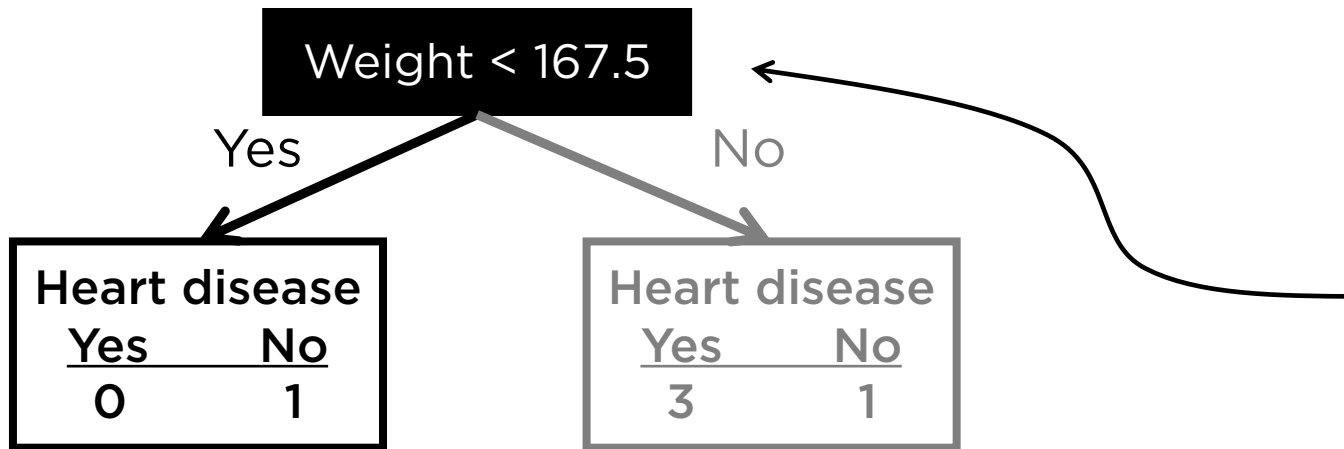 Weight < 167.5
Yes
No
Heart disease
Yes No
0 1
Heart disease
Yes No
3 1